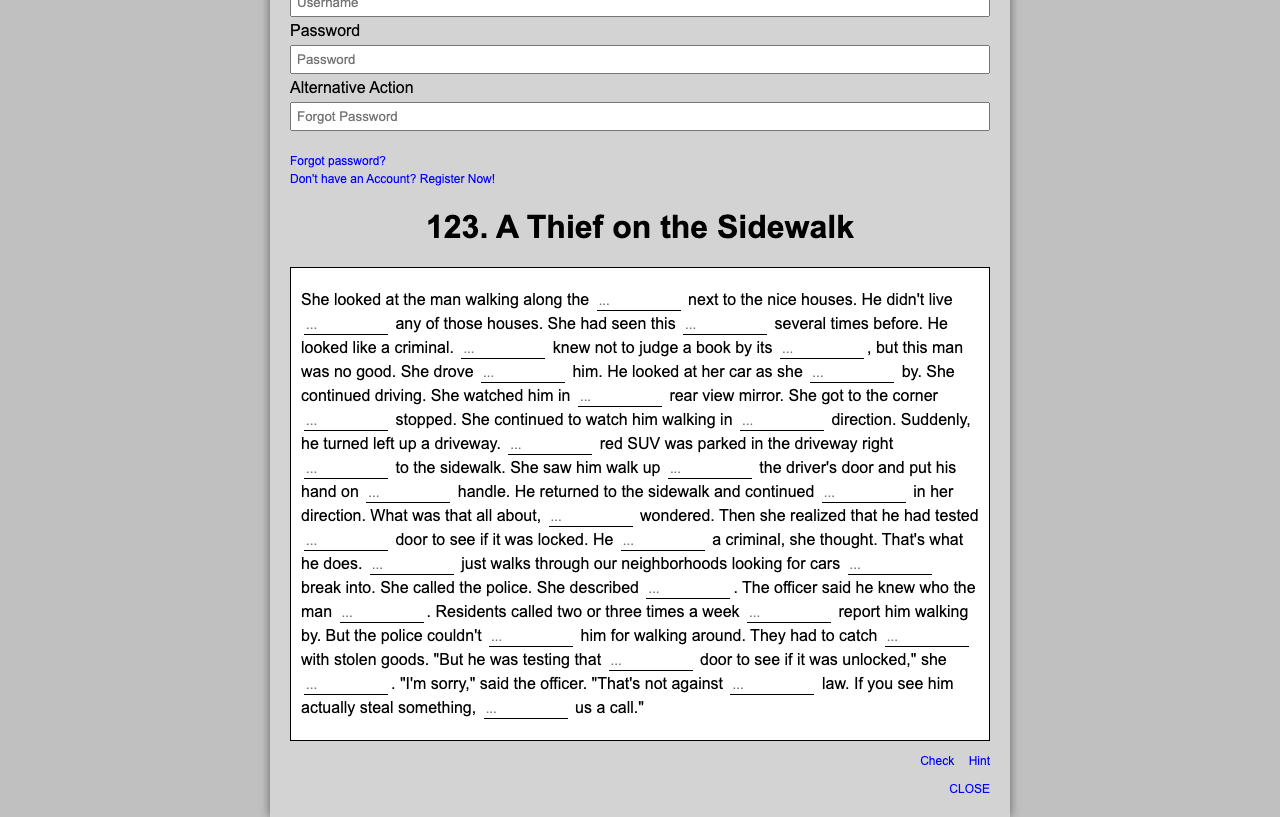 Username
Password
Password
Alternative Action
Forgot Password
Forgot password?
Don't have an Account? Register Now!
123. A Thief on the Sidewalk
She looked at the man walking along the ... next to the nice houses. He didn't live
... any of those houses. She had seen this ... several times before. He
looked like a criminal. ... knew not to judge a book by its ... , but this man
was no good. She drove ... him. He looked at her car as she ... by. She
continued driving. She watched him in ... rear view mirror. She got to the corner
... stopped. She continued to watch him walking in ... direction. Suddenly,
he turned left up a driveway. ... red SUV was parked in the driveway right
... to the sidewalk. She saw him walk up ... the driver's door and put his
hand on ... handle. He returned to the sidewalk and continued ... in her
direction. What was that all about, ... wondered. Then she realized that he had tested
... door to see if it was locked. He ... a criminal, she thought. That's what
he does. ... just walks through our neighborhoods looking for cars ...
break into. She called the police. She described ... . The officer said he knew who the
man ... . Residents called two or three times a week ... report him walking
by. But the police couldn't ... him for walking around. They had to catch ...
with stolen goods. "But he was testing that ... door to see if it was unlocked," she
... . "I'm sorry," said the officer. "That's not against ... law. If you see him
actually steal something, ... us a call."
Check Hint
CLOSE